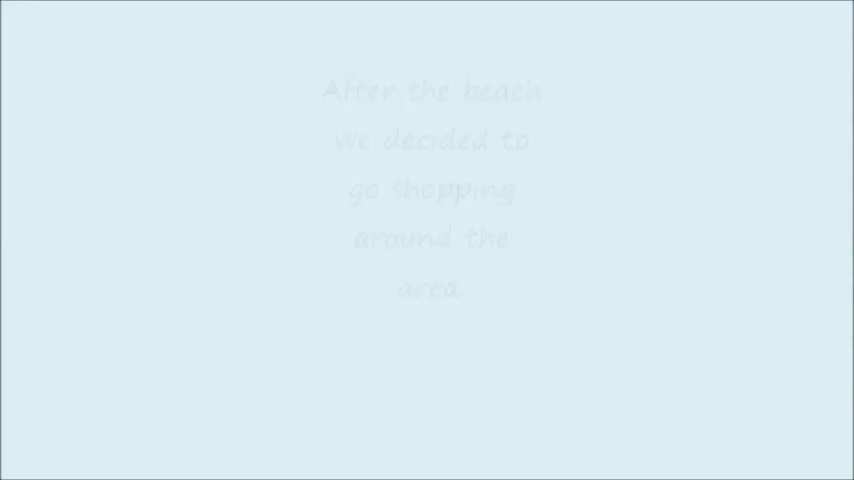 After the beach
we decided to
go shopping
around the
area